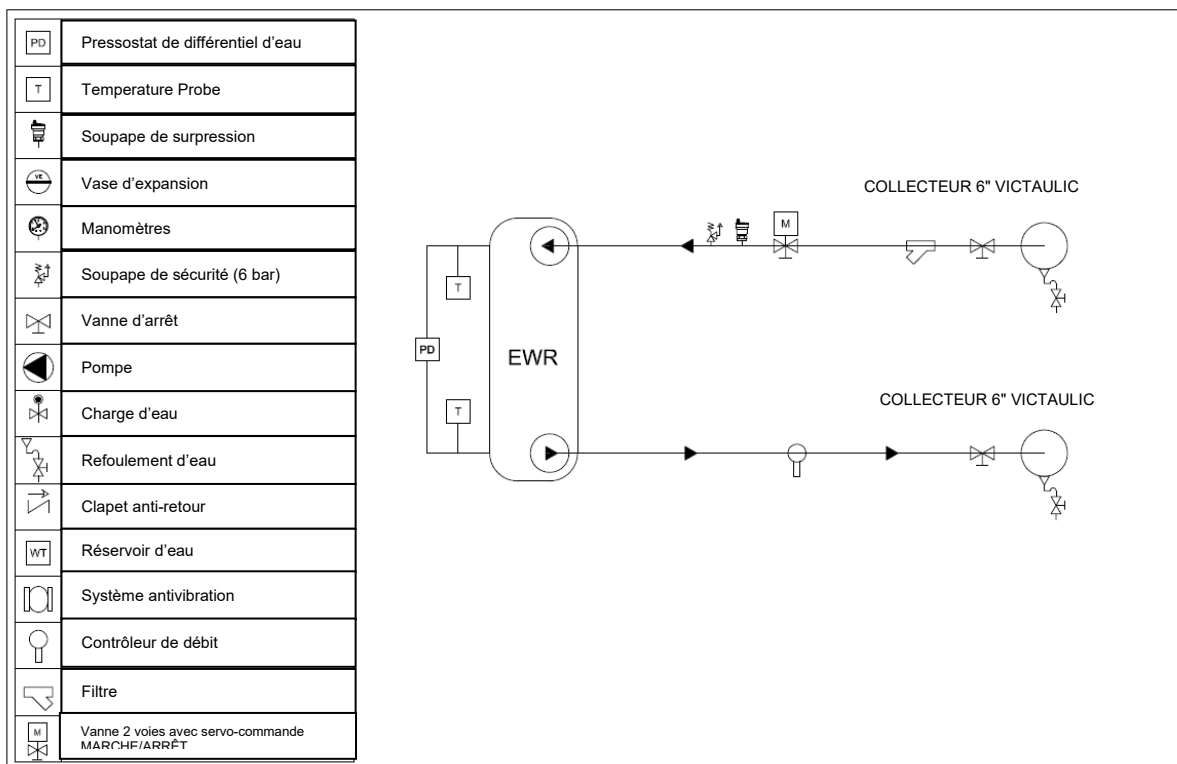 PD Pressostat de différentiel d’eau
T Temperature Probe
Soupape de surpression
VE Vase d’expansion
Manomètres
Soupape de sécurité (6 bar)
Vanne d’arrêt
Pompe
Charge d’eau
Refoulement d’eau
Clapet anti-retour
WT Réservoir d’eau
Système antivibration
Contrôleur de débit
Filtre
M Vanne 2 voies avec servo-commande
MARCHE/ARRÊT
COLLECTEUR 6" VICTAULIC
M
T
PD
EWR
T
COLLECTEUR 6" VICTAULIC